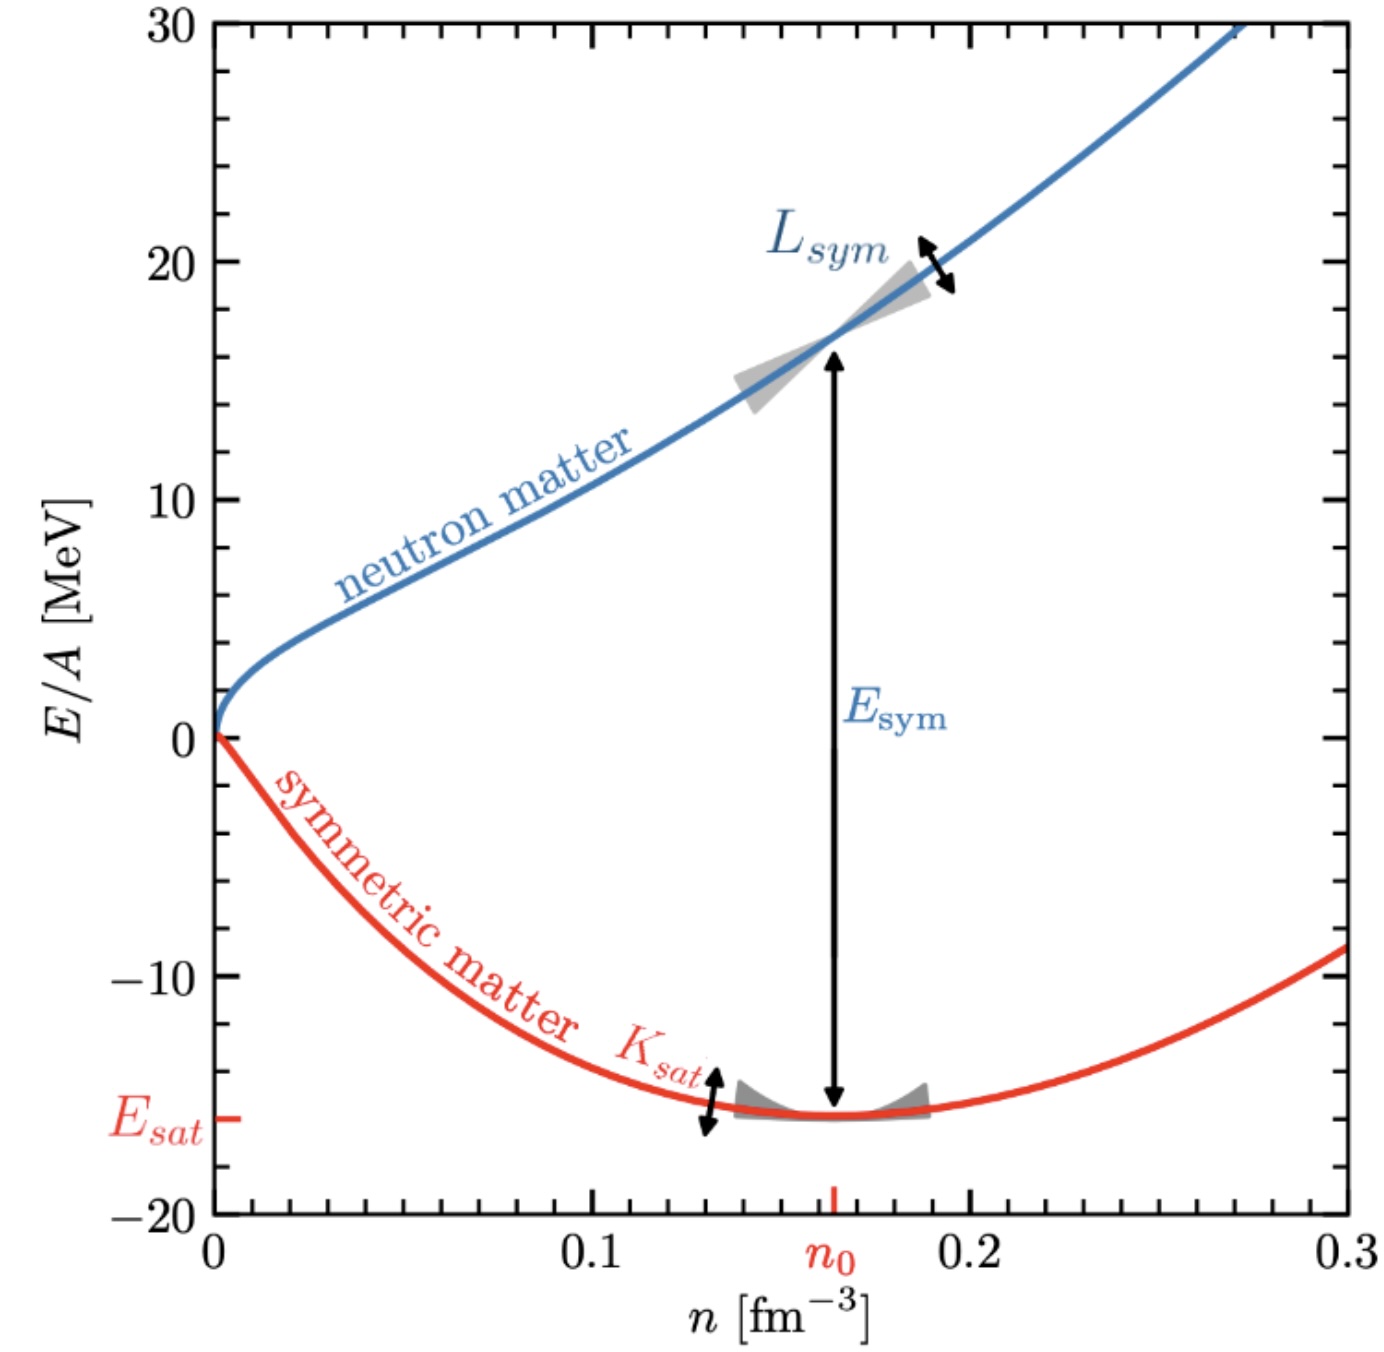 30
20
10
0
−10
−20
E/A [MeV]
L_sym
neutron matter
E_sym
symmetric matter
K_sat
E_sat
0
0.1
n₀
0.2
0.3
n [fm⁻³]